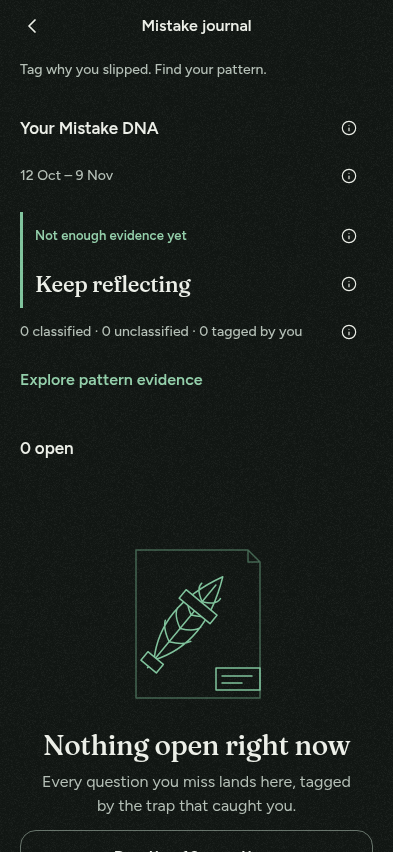 Mistake journal
Tag why you slipped. Find your pattern.
Your Mistake DNA
12 Oct – 9 Nov
Not enough evidence yet
Keep reflecting
0 classified · 0 unclassified · 0 tagged by you
Explore pattern evidence
0 open
Nothing open right now
Every question you miss lands here, tagged
by the trap that caught you.